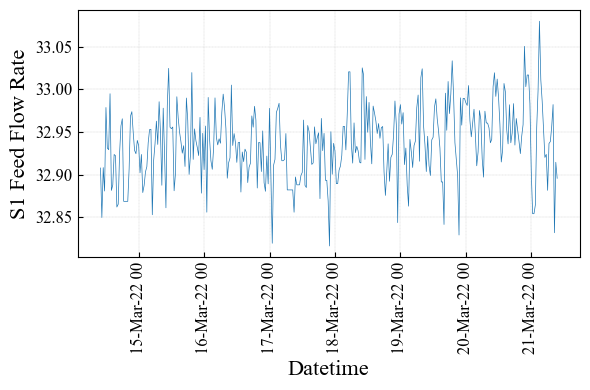 S1 Feed Flow Rate
33.05
33.00
32.95
32.90
32.85
15-Mar-22 00
16-Mar-22 00
17-Mar-22 00
18-Mar-22 00
19-Mar-22 00
20-Mar-22 00
21-Mar-22 00
Datetime